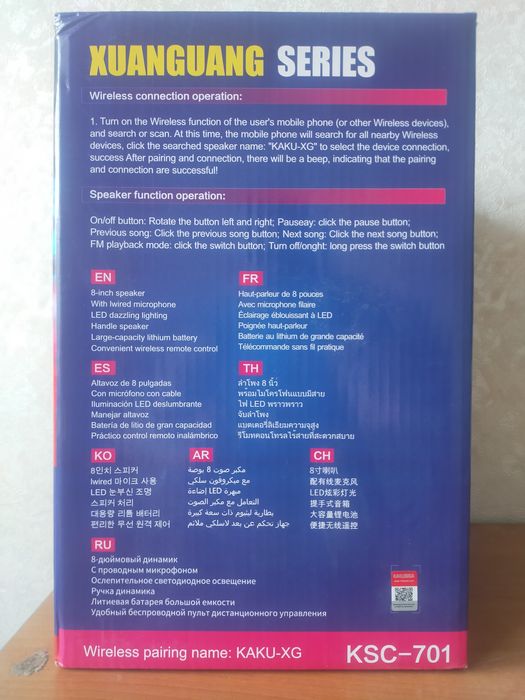 XUANGUANG SERIES
Wireless connection operation:
1. Turn on the Wireless function of the user's mobile phone (or other Wireless devices),
and search or scan. At this time, the mobile phone will search for all nearby Wireless
devices, click the searched speaker name: "KAKU-XG" to select the device connection,
success After pairing and connection, there will be a beep, indicating that the pairing
and connection are successful!
Speaker function operation:
On/off button: Rotate the button left and right; Pauseay: click the pause button;
Previous song: Click the previous song button; Next song: Click the next song button;
FM playback mode: click the switch button; Turn off/onght: long press the switch button
EN
8-inch speaker
With lwired microphone
LED dazzling lighting
Handle speaker
Large-capacity lithium battery
Convenient wireless remote control
FR
Haut-parleur de 8 pouces
Avec microphone filaire
Éclairage éblouissant à LED
Poignée haut-parleur
Batterie au lithium de grande capacité
Télécommande sans fil pratique
ES
Altavoz de 8 pulgadas
Con micrófono con cable
Iluminación LED deslumbrante
Manejar altavoz
Batería de litio de gran capacidad
Práctico control remoto inalámbrico
TH
ลำโพง 8 นิ้ว
พร้อมไมโครโฟนแบบมีสาย
ไฟ LED พราวพราว
จับลำโพง
แบตเตอรี่ลิเธียมความจุสูง
รีโมทคอนโทรลไร้สายที่สะดวกสบาย
KO
8인치 스피커
lwired 마이크 사용
LED 눈부신 조명
스피커 처리
대용량 리튬 배터리
편리한 무선 원격 제어
AR
مكبر صوت 8 بوصة
مع ميكروفون سلكي
مبهرة LED إضاءة
التعامل مع مكبر الصوت
بطارية ليثيوم ذات سعة كبيرة
جهاز تحكم عن بعد لاسلكي ملائم
CH
8寸喇叭
配有线麦克风
LED炫彩灯光
提手式音箱
大容量锂电池
便捷无线遥控
RU
8-дюймовый динамик
С проводным микрофоном
Ослепительное светодиодное освещение
Ручка динамика
Литиевая батарея большой емкости
Удобный беспроводной пульт дистанционного управления
Wireless pairing name: KAKU-XG
KSC-701